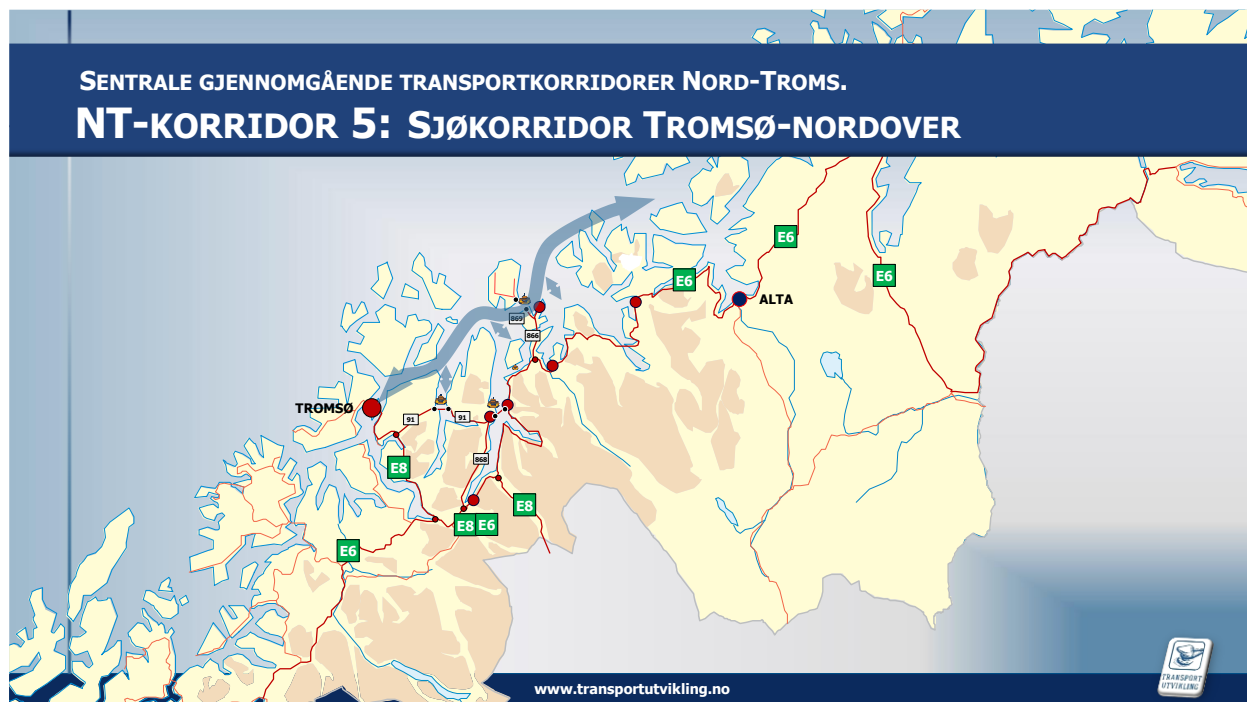 SENTRALE GJENNOMGÅENDE TRANSPORTKORRIDORER NORD-TROMS.
NT-KORRIDOR 5: SJØKORRIDOR TROMSØ-NORDOVER
E6
E6
E6
ALTA
869
866
TROMSØ
91
91
868
E8
E8
E8 E6
E6
www.transportutvikling.no
TRANSPORT
UTVIKLING